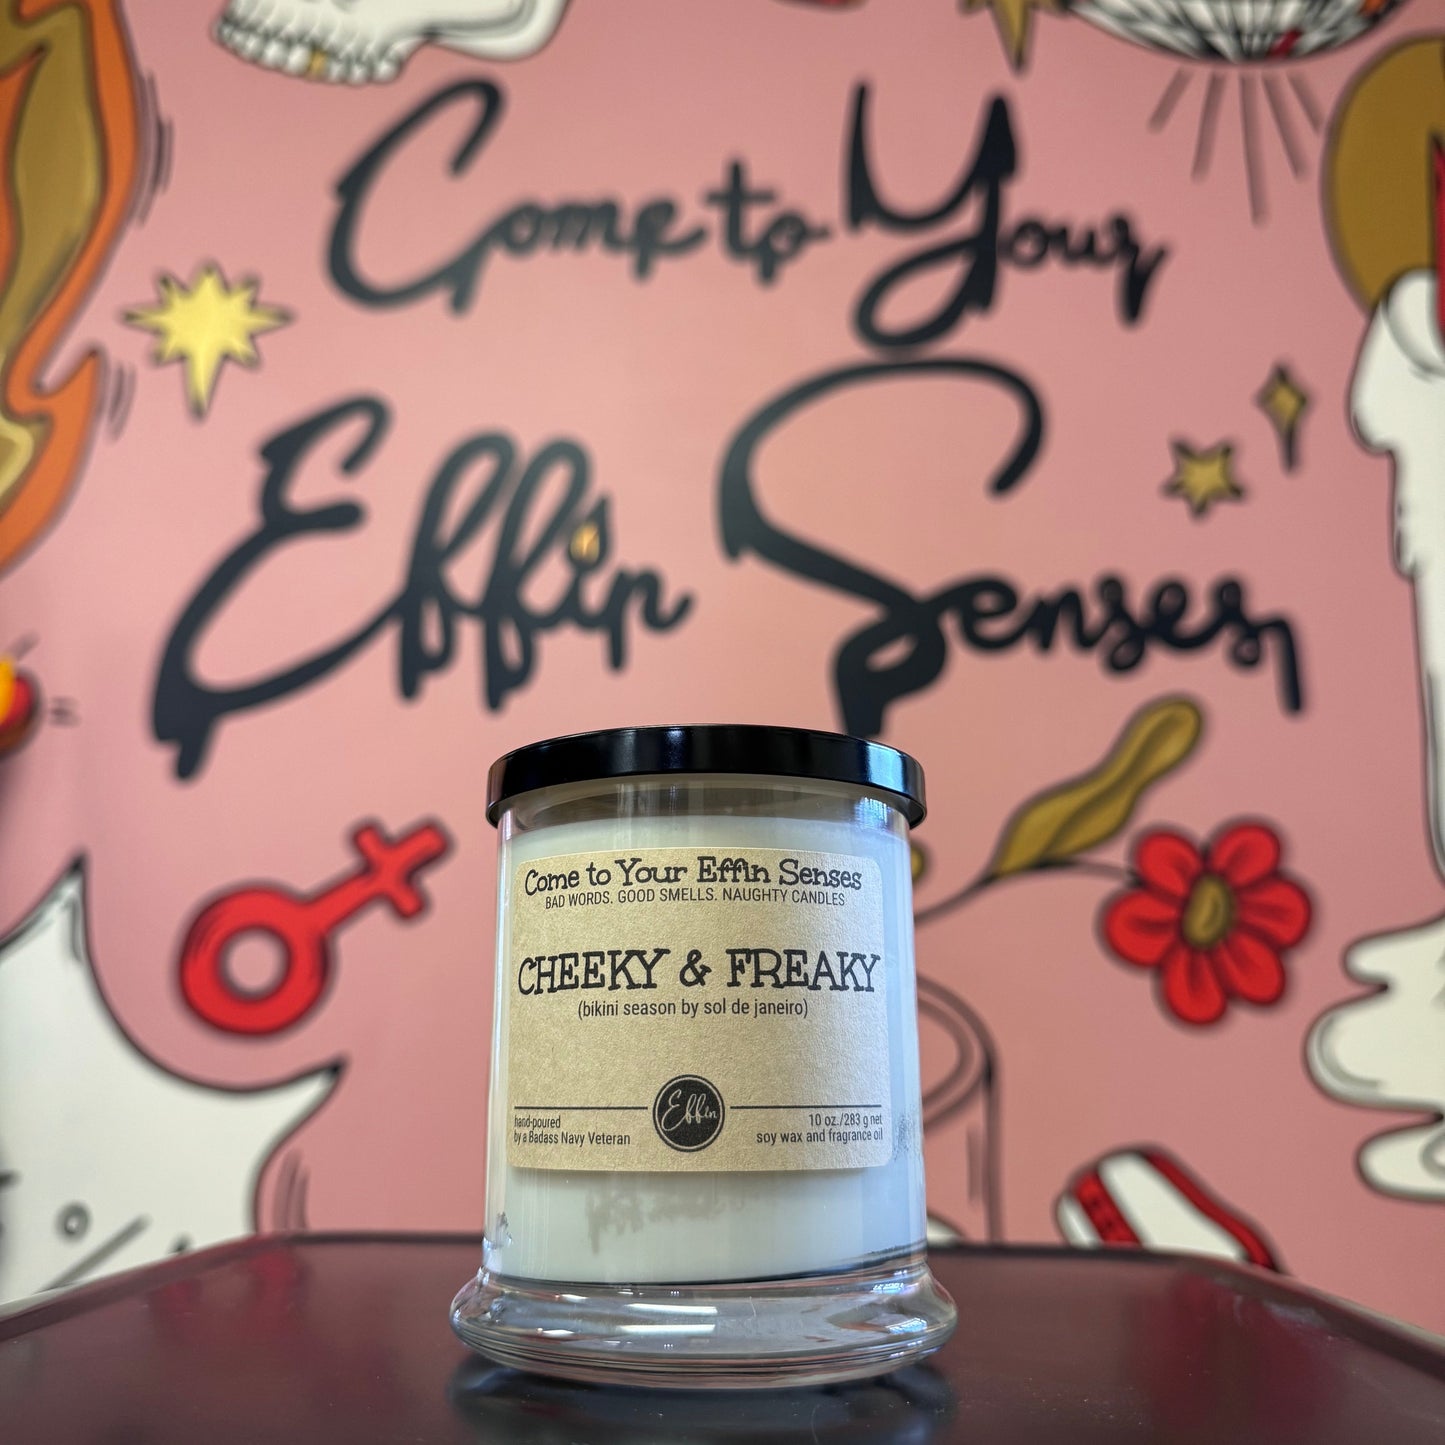 Come to Your
Effin Senses
Come to Your Effin Senses
BAD WORDS. GOOD SMELLS. NAUGHTY CANDLES
CHEEKY & FREAKY
(bikini season by sol de janeiro)
Effin
hand-poured
by a Badass Navy Veteran
10 oz./283 g net
soy wax and fragrance oil